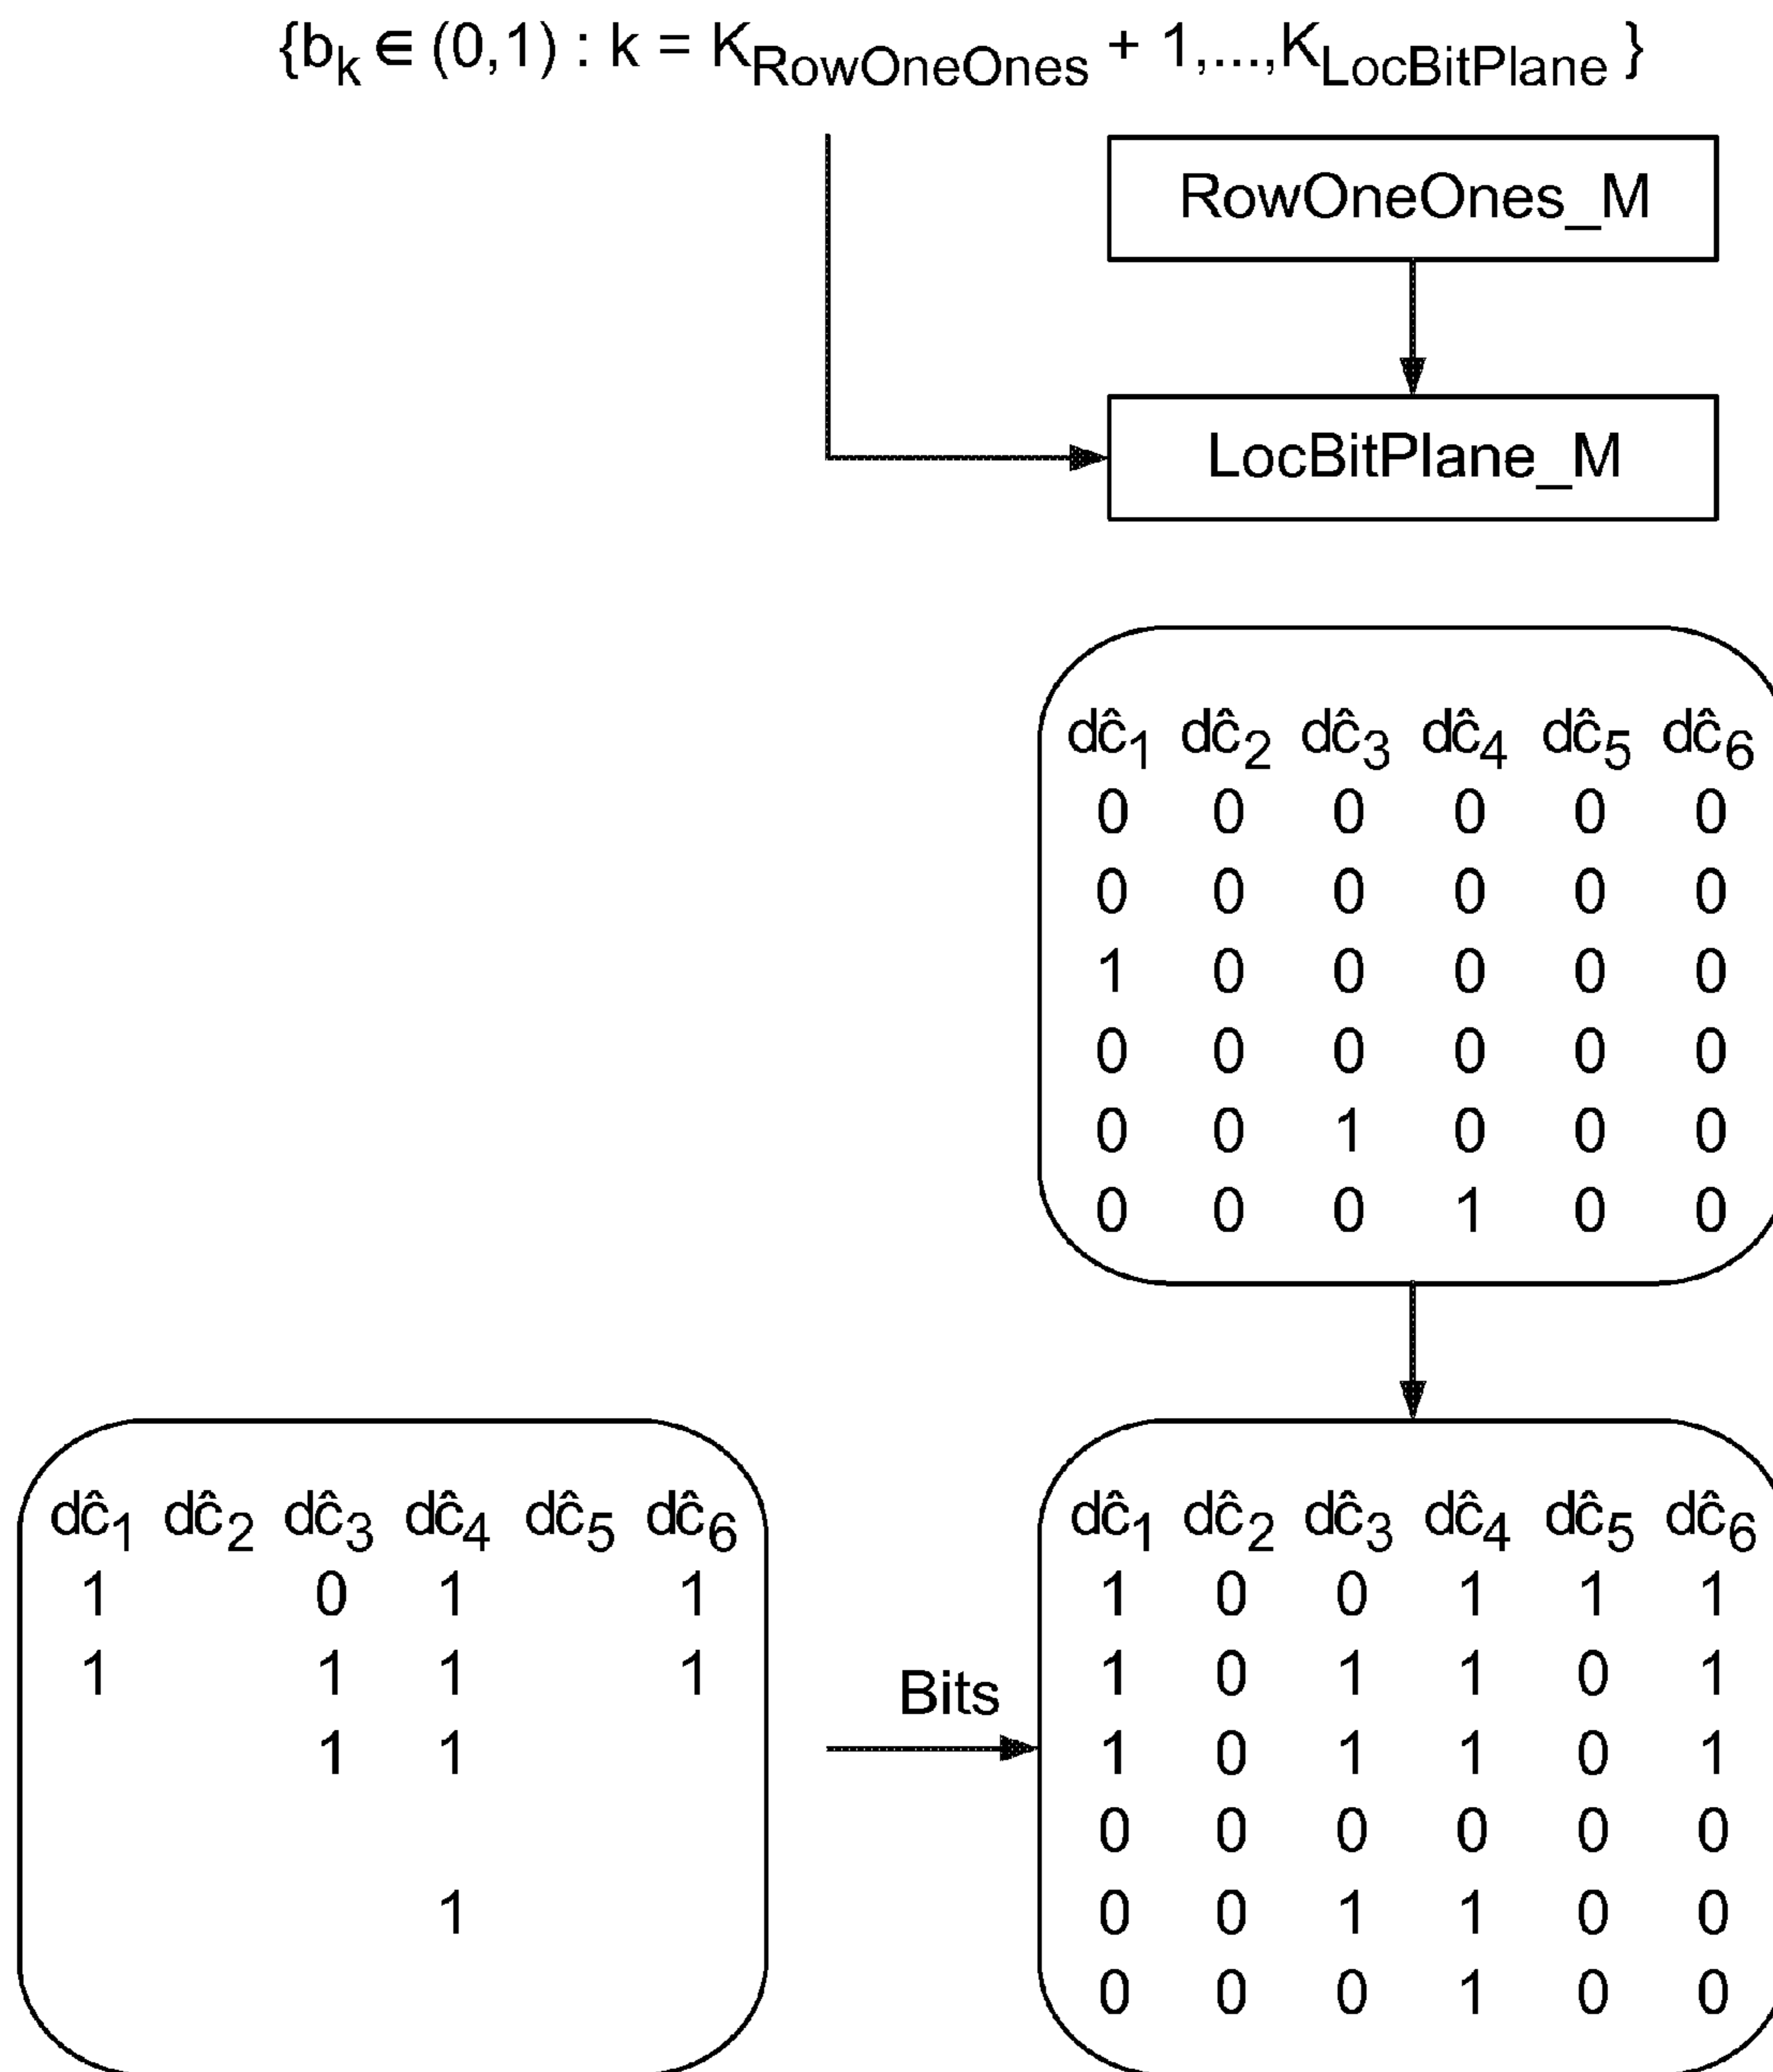 {b_k ∈ (0,1) : k = K_RowOneOnes + 1,...,K_LocBitPlane }
RowOneOnes_M
LocBitPlane_M
dĉ1 dĉ2 dĉ3 dĉ4 dĉ5 dĉ6
0 0 0 0 0 0
0 0 0 0 0 0
1 0 0 0 0 0
0 0 0 0 0 0
0 0 1 0 0 0
0 0 0 1 0 0
dĉ1 dĉ2 dĉ3 dĉ4 dĉ5 dĉ6
1 0 1 1
1 1 1 1
1 1
1
Bits
dĉ1 dĉ2 dĉ3 dĉ4 dĉ5 dĉ6
1 0 0 1 1 1
1 0 1 1 0 1
1 0 1 1 0 1
0 0 0 0 0 0
0 0 1 1 0 0
0 0 0 1 0 0